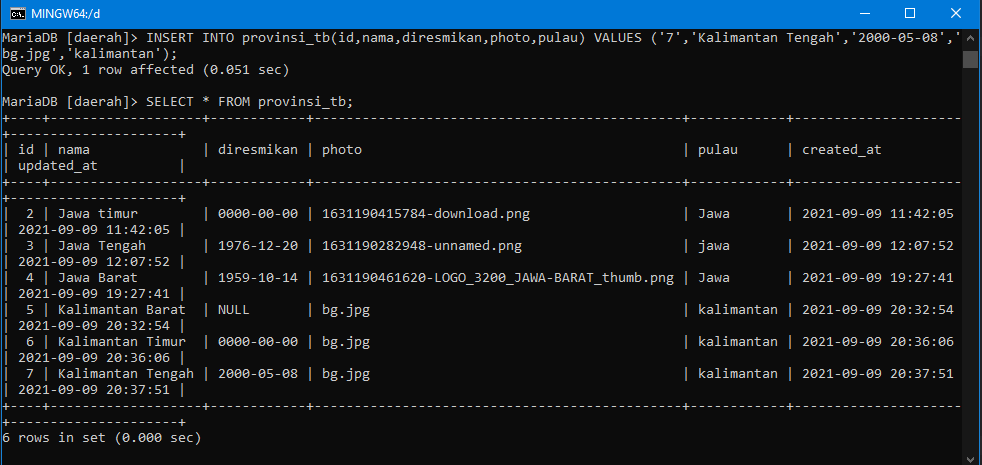 MINGW64:/d
MariaDB [daerah]> INSERT INTO provinsi_tb(id,nama,diresmikan,photo,pulau) VALUES ('7','Kalimantan Tengah','2000-05-08','
bg.jpg','kalimantan');
Query OK, 1 row affected (0.051 sec)

MariaDB [daerah]> SELECT * FROM provinsi_tb;
+----+-------------------+------------+----------------------------------------------+------------+---------------------
+---------------------+
| id | nama              | diresmikan | photo                                        | pulau      | created_at
| updated_at          |
+----+-------------------+------------+----------------------------------------------+------------+---------------------
+---------------------+
|  2 | Jawa timur        | 0000-00-00 | 1631190415784-download.png                   | Jawa       | 2021-09-09 11:42:05
| 2021-09-09 11:42:05 |
|  3 | Jawa Tengah       | 1976-12-20 | 1631190282948-unnamed.png                    | jawa       | 2021-09-09 12:07:52
| 2021-09-09 12:07:52 |
|  4 | Jawa Barat        | 1959-10-14 | 1631190461620-LOGO_3200_JAWA-BARAT_thumb.png | Jawa       | 2021-09-09 19:27:41
| 2021-09-09 19:27:41 |
|  5 | Kalimantan Barat  | NULL       | bg.jpg                                       | kalimantan | 2021-09-09 20:32:54
| 2021-09-09 20:32:54 |
|  6 | Kalimantan Timur  | 0000-00-00 | bg.jpg                                       | kalimantan | 2021-09-09 20:36:06
| 2021-09-09 20:36:06 |
|  7 | Kalimantan Tengah | 2000-05-08 | bg.jpg                                       | kalimantan | 2021-09-09 20:37:51
| 2021-09-09 20:37:51 |
+----+-------------------+------------+----------------------------------------------+------------+---------------------
+---------------------+
6 rows in set (0.000 sec)